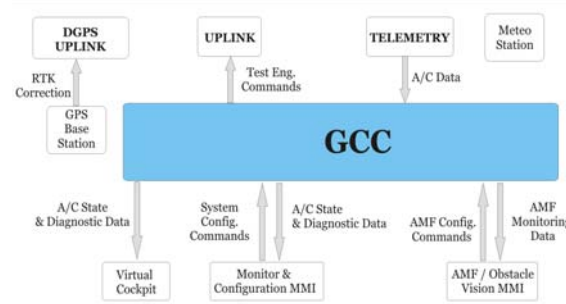 DGPS
UPLINK
UPLINK
TELEMETRY
Meteo
Station
RTK
Correction
Test Eng.
Commands
A/C Data
GPS
Base
Station
GCC
A/C State
& Diagnostic Data
System
Config.
Commands
A/C State
& Diagnostic Data
AMF Config.
Commands
AMF
Monitoring
Data
Virtual
Cockpit
Monitor &
Configuration MMI
AMF / Obstacle
Vision MMI